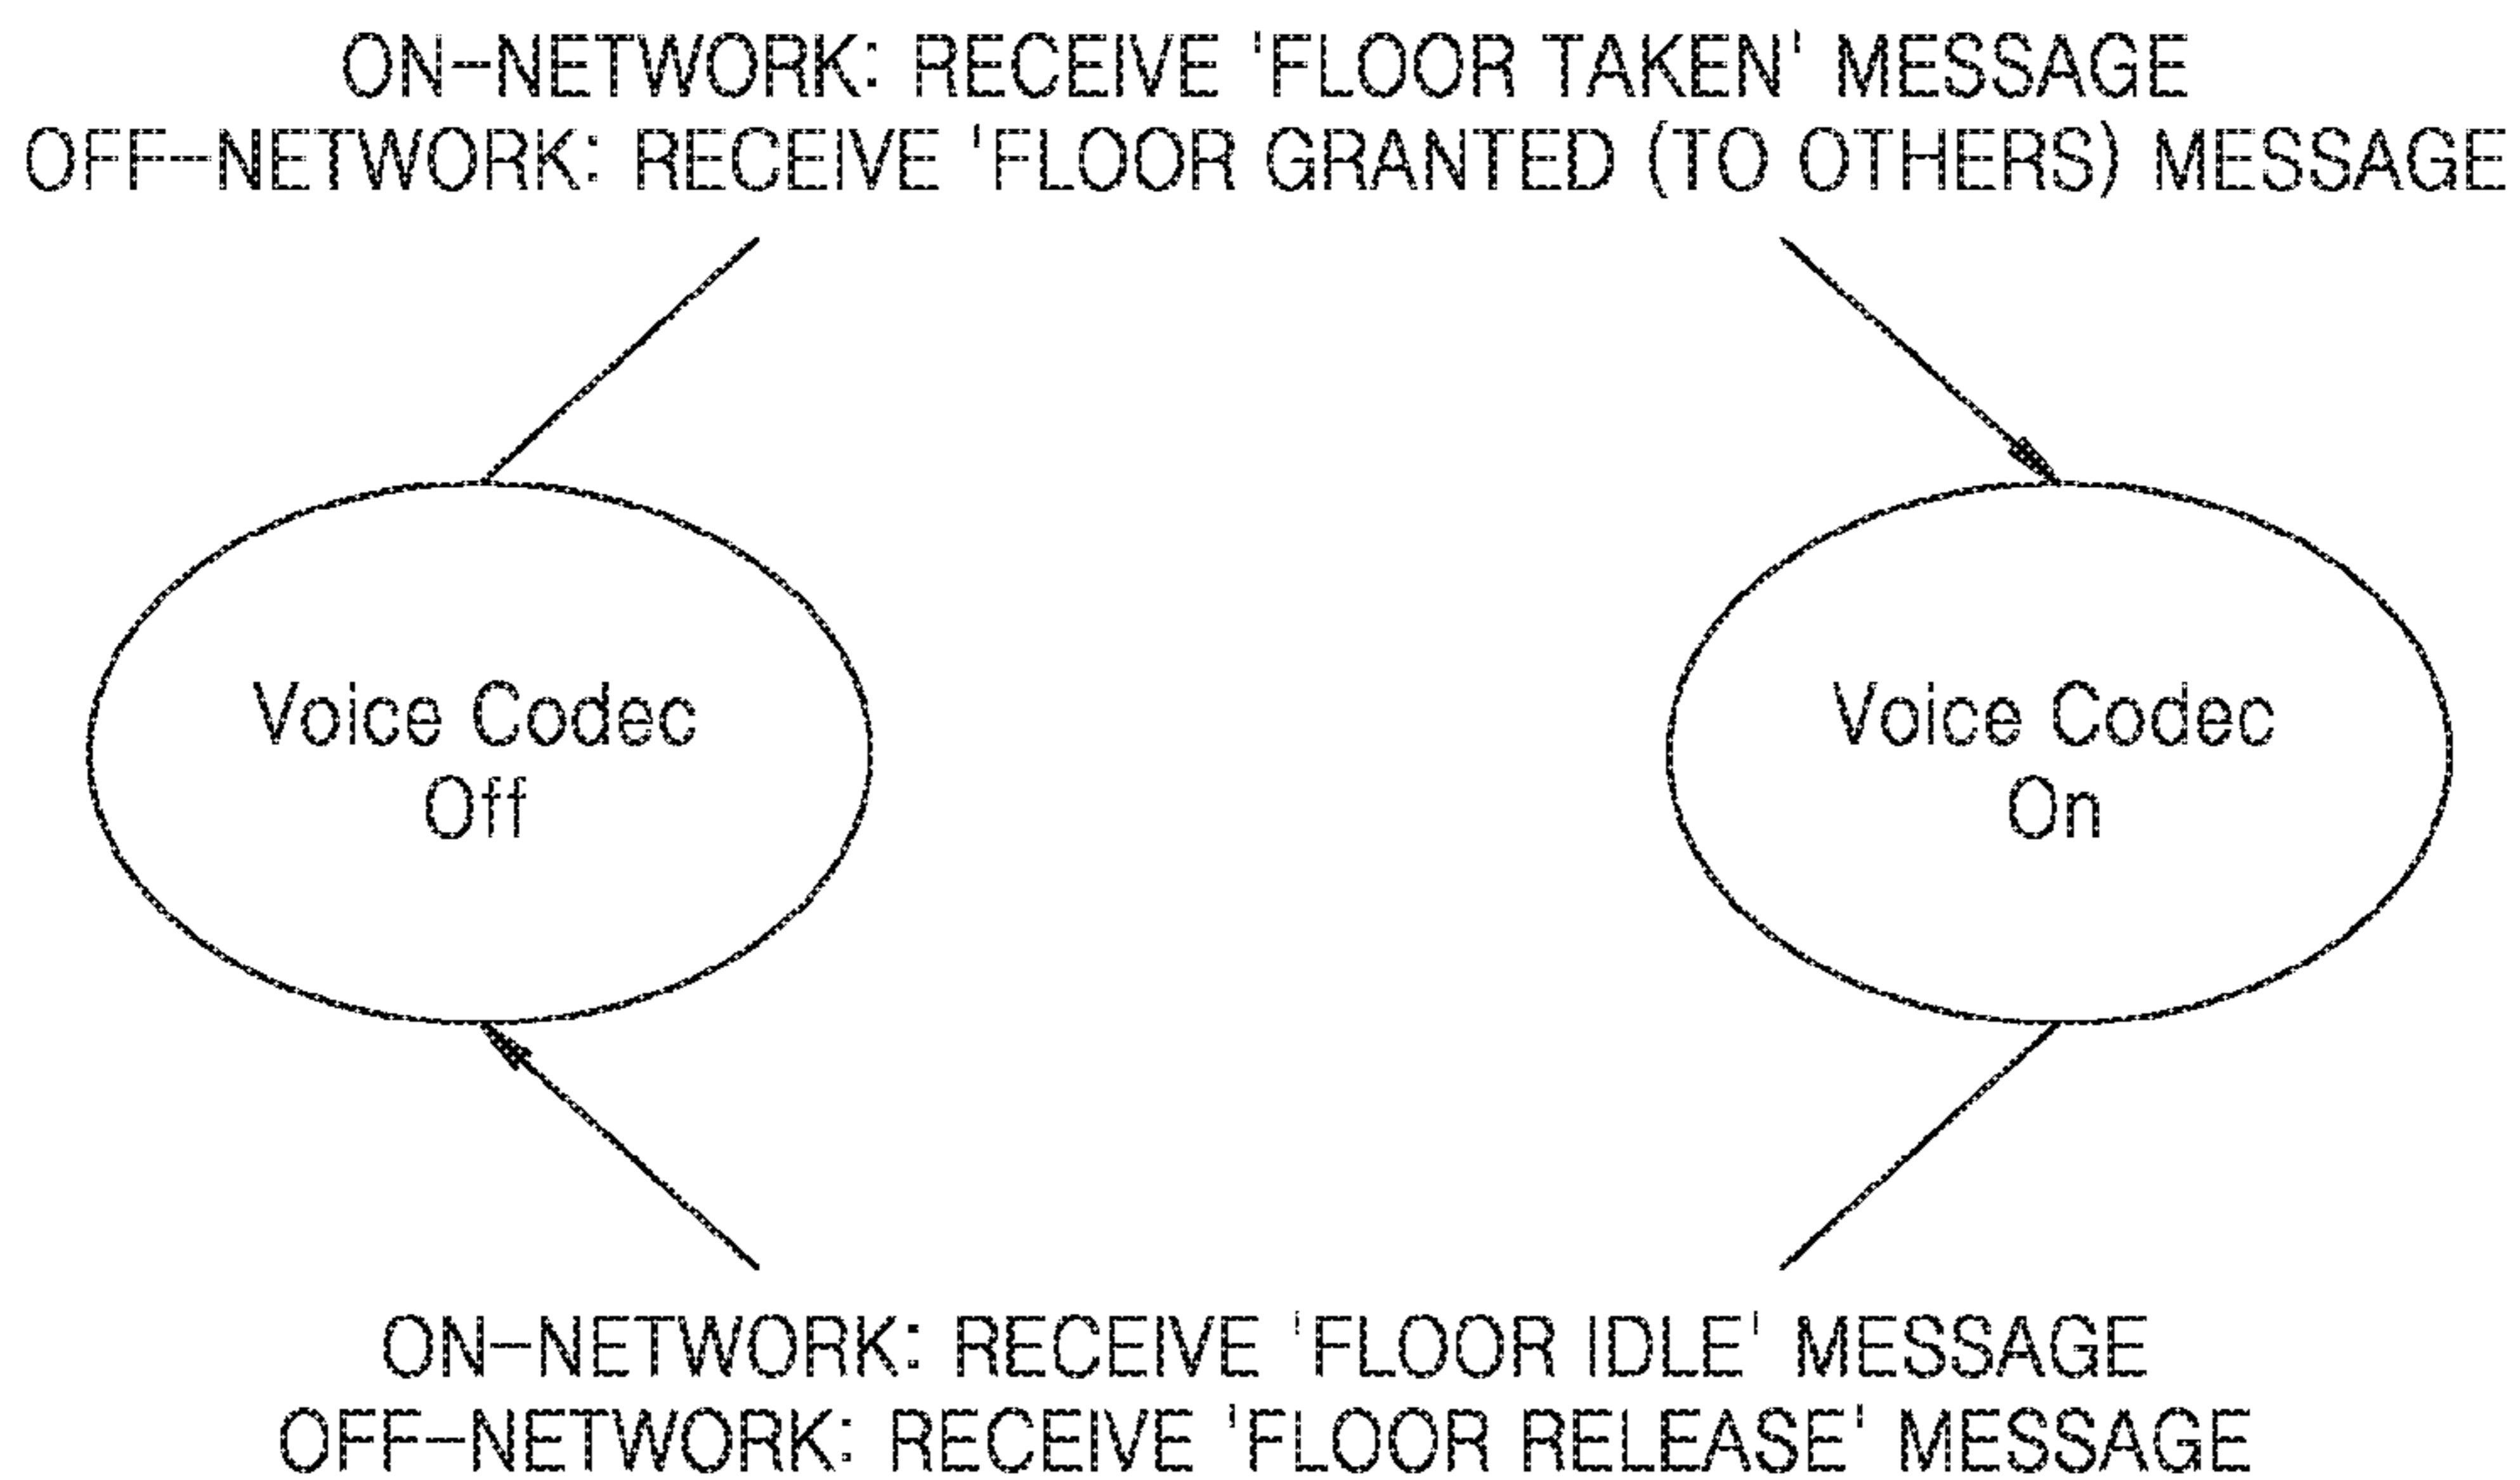 ON-NETWORK: RECEIVE 'FLOOR TAKEN' MESSAGE
OFF-NETWORK: RECEIVE 'FLOOR GRANTED (TO OTHERS) MESSAGE
Voice Codec
Off
Voice Codec
On
ON-NETWORK: RECEIVE 'FLOOR IDLE' MESSAGE
OFF-NETWORK: RECEIVE 'FLOOR RELEASE' MESSAGE